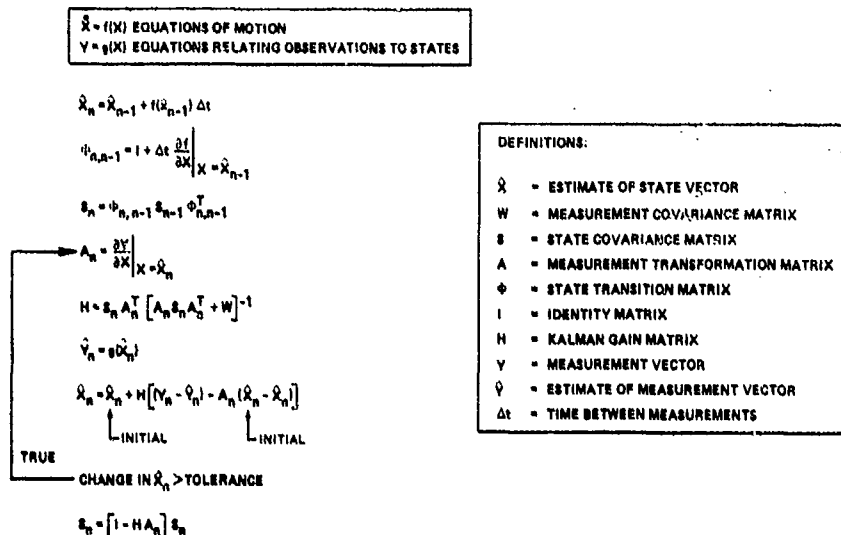 Ẋ = f(X) EQUATIONS OF MOTION
Y = g(X) EQUATIONS RELATING OBSERVATIONS TO STATES
X̂n = X̂n-1 + f(x̂n-1) Δt
Φn,n-1 = I + Δt ∂f/∂X | X = X̂n-1
Sn = Φn,n-1 Sn-1 Φᵀn,n-1
An = ∂Y/∂X | X = X̂n
H = Sn Anᵀ [An Sn Anᵀ + W]⁻¹
Ŷn = g(X̂n)
X̂n = X̂n + H[(Yn - Ŷn) - An (X̂n - X̂n)]
INITIAL INITIAL
TRUE
CHANGE IN X̂n > TOLERANCE
Sn = [I - H An] Sn
DEFINITIONS:
X̂ = ESTIMATE OF STATE VECTOR
W = MEASUREMENT COVARIANCE MATRIX
S = STATE COVARIANCE MATRIX
A = MEASUREMENT TRANSFORMATION MATRIX
Φ = STATE TRANSITION MATRIX
I = IDENTITY MATRIX
H = KALMAN GAIN MATRIX
Y = MEASUREMENT VECTOR
Ŷ = ESTIMATE OF MEASUREMENT VECTOR
Δt = TIME BETWEEN MEASUREMENTS